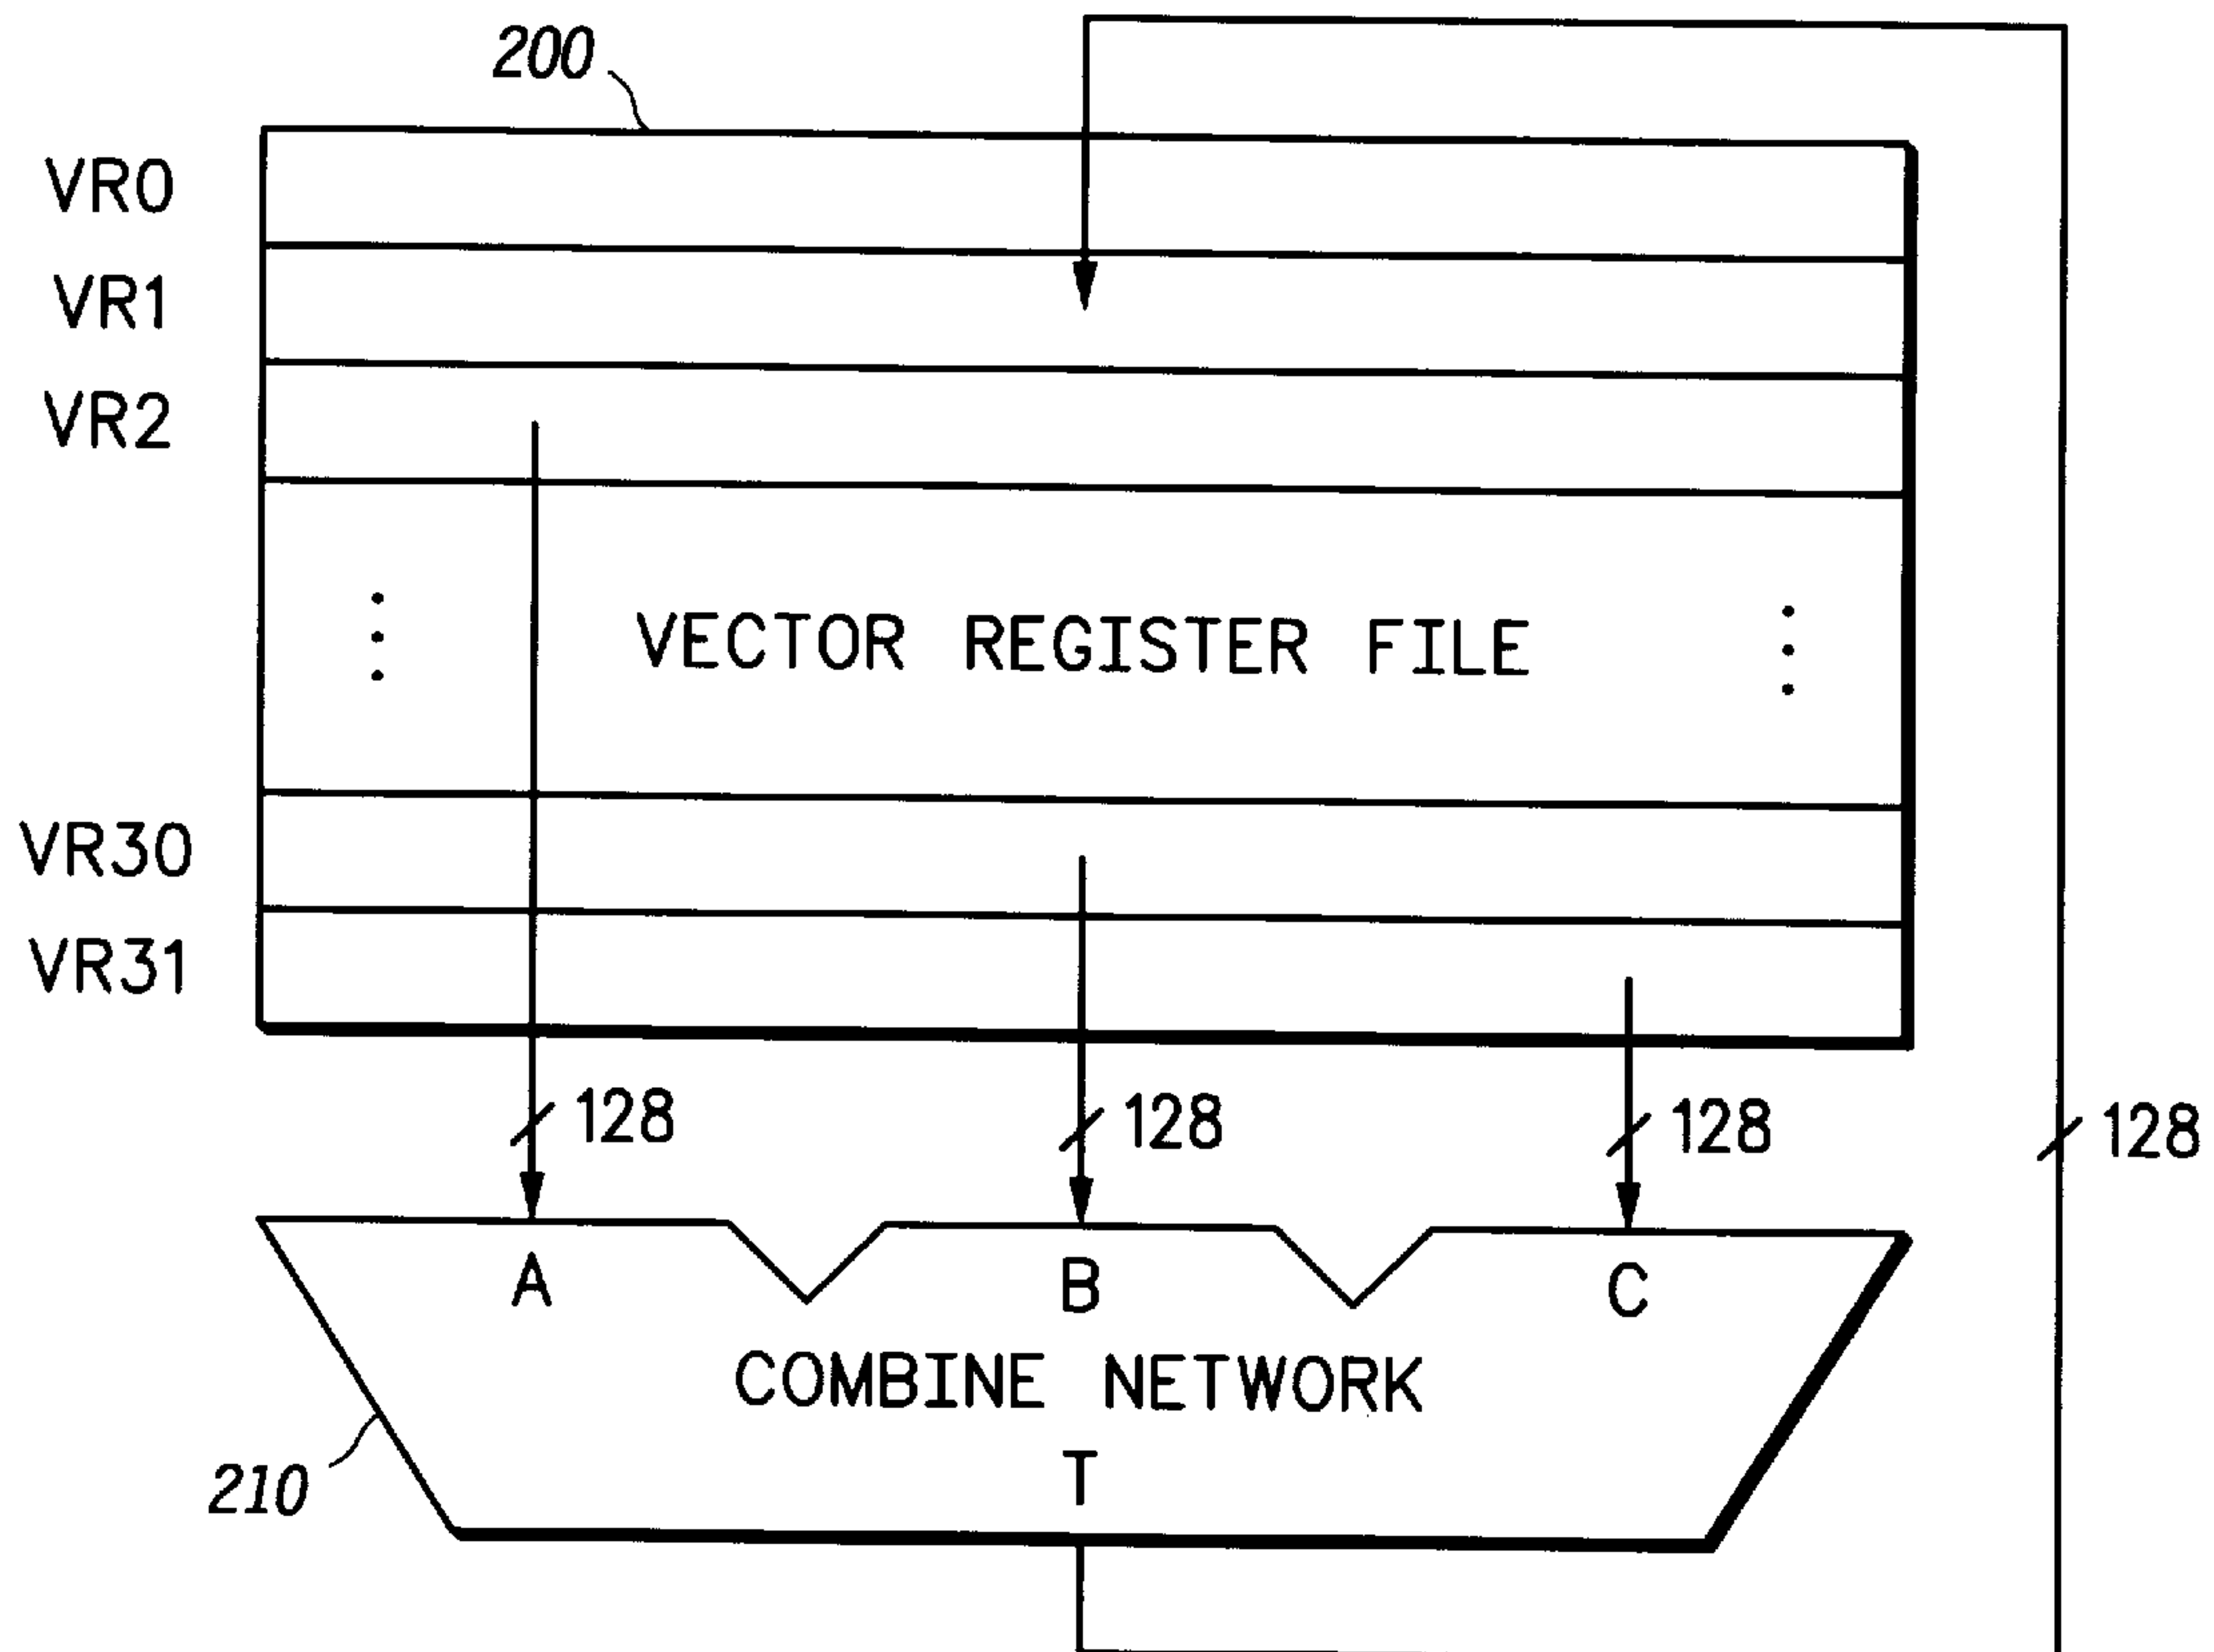 200
VR0
VR1
VR2
VECTOR REGISTER FILE
VR30
VR31
128 128 128 128
A B C
COMBINE NETWORK
T
210